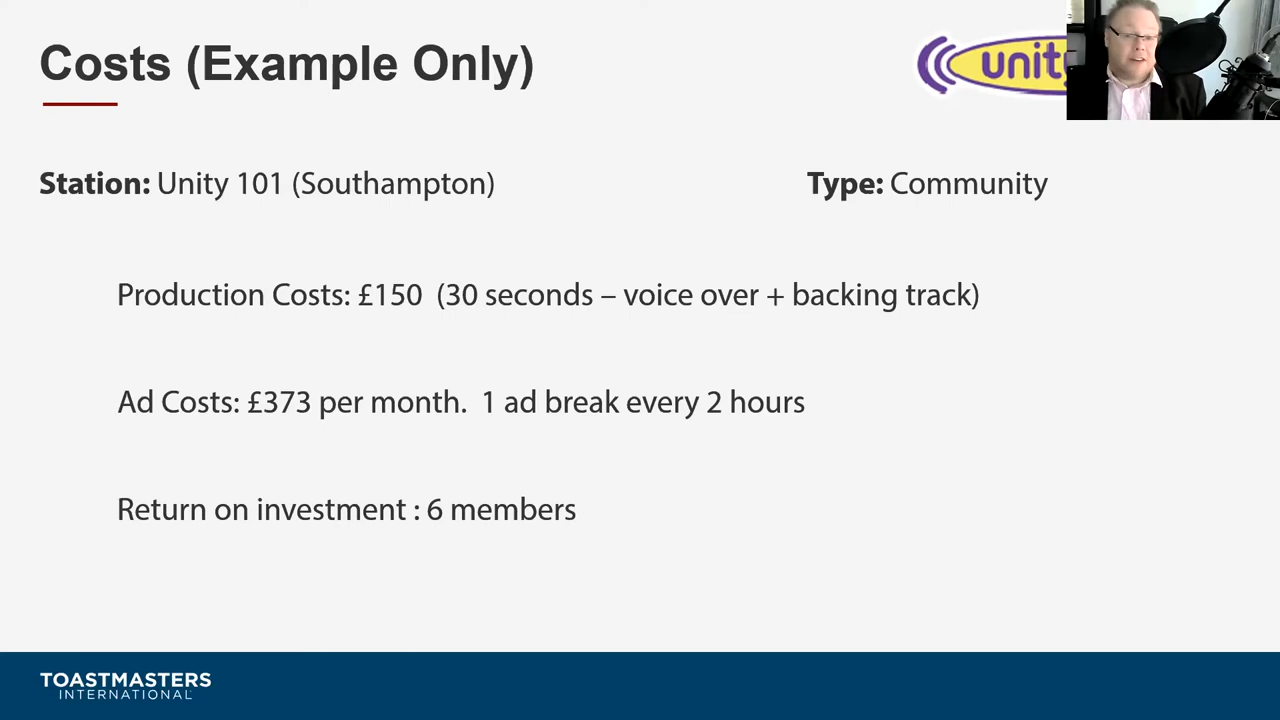 Costs (Example Only)
unity
Station: Unity 101 (Southampton)
Type: Community
Production Costs: £150 (30 seconds – voice over + backing track)
Ad Costs: £373 per month. 1 ad break every 2 hours
Return on investment : 6 members
TOASTMASTERS
INTERNATIONAL